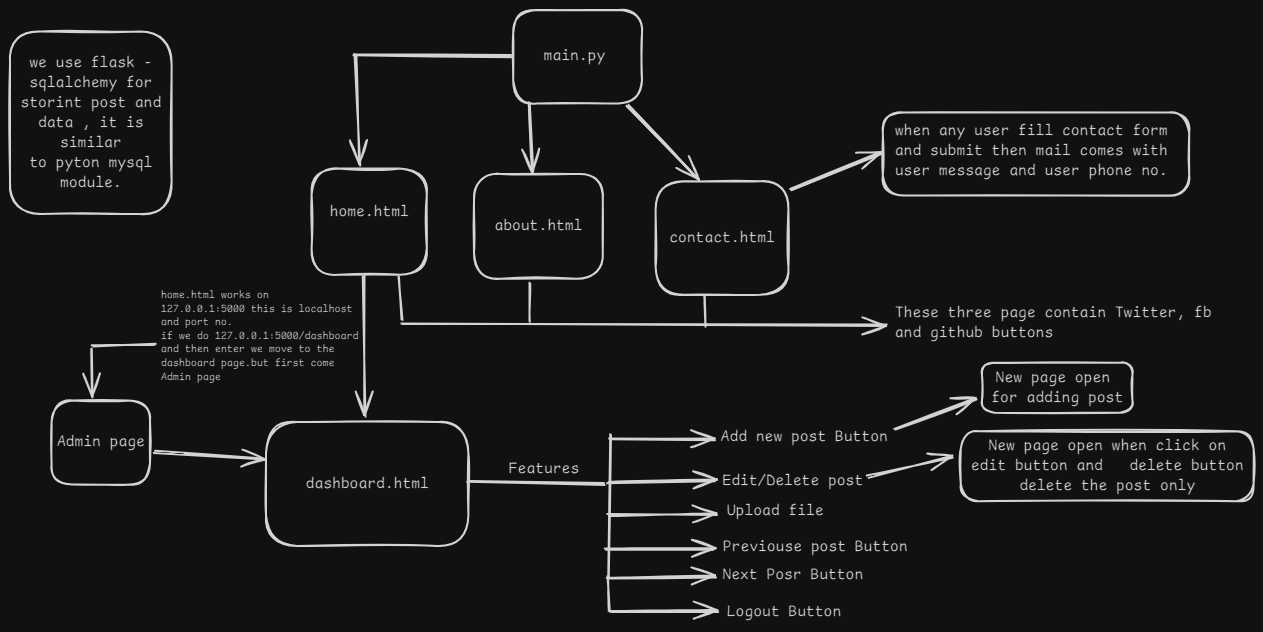 we use flask -
sqlalchemy for
storint post and
data , it is
similar
to pyton mysql
module.
main.py
home.html
about.html
contact.html
when any user fill contact form
and submit then mail comes with
user message and user phone no.
home.html works on
127.0.0.1:5000 this is localhost
and port no.
if we do 127.0.0.1:5000/dashboard
and then enter we move to the
dashboard page.but first come
Admin page
These three page contain Twitter, fb
and github buttons
Admin page
dashboard.html
Features
Add new post Button
New page open
for adding post
Edit/Delete post
New page open when click on
edit button and delete button
delete the post only
Upload file
Previouse post Button
Next Posr Button
Logout Button